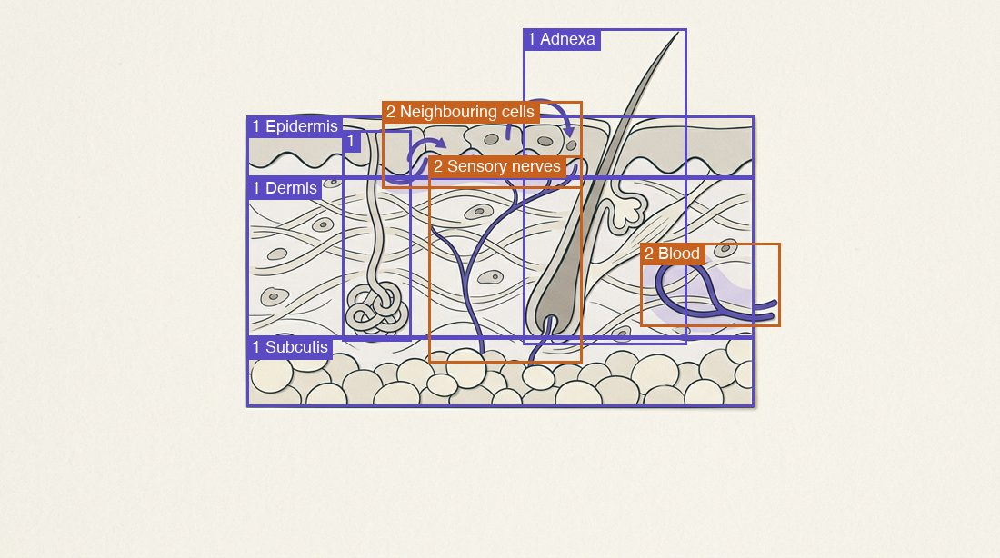 1 Adnexa
2 Neighbouring cells
1 Epidermis
1
2 Sensory nerves
1 Dermis
2 Blood
1 Subcutis